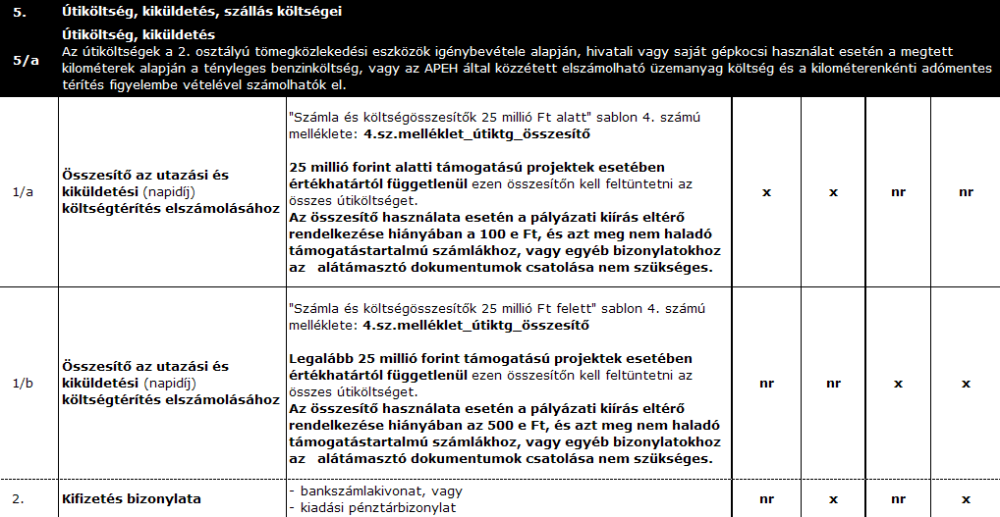 5. Útiköltség, kiküldetés, szállás költségei
Útiköltség, kiküldetés
5/a Az útiköltségek a 2. osztályú tömegközlekedési eszközök igénybevétele alapján, hivatali vagy saját gépkocsi használat esetén a megtett
kilométerek alapján a tényleges benzinköltség, vagy az APEH által közzétett elszámolható üzemanyag költség és a kilométerenkénti adómentes
térítés figyelembe vételével számolhatók el.
1/a
Összesítő az utazási és
kiküldetési (napidíj)
költségtérítés elszámolásához
"Számla és költségösszesítők 25 millió Ft alatt" sablon 4. számú
melléklete: 4.sz.melléklet_útiktg_összesítő
25 millió forint alatti támogatású projektek esetében
értékhatártól függetlenül ezen összesítőn kell feltüntetni az
összes útiköltséget.
Az összesítő használata esetén a pályázati kiírás eltérő
rendelkezése hiányában a 100 e Ft, és azt meg nem haladó
támogatástartalmú számlákhoz, vagy egyéb bizonylatokhoz
az alátámasztó dokumentumok csatolása nem szükséges.
x x nr nr
1/b
Összesítő az utazási és
kiküldetési (napidíj)
költségtérítés elszámolásához
"Számla és költségösszesítők 25 millió Ft felett" sablon 4. számú
melléklete: 4.sz.melléklet_útiktg_összesítő
Legalább 25 millió forint támogatású projektek esetében
értékhatártól függetlenül ezen összesítőn kell feltüntetni az
összes útiköltséget.
Az összesítő használata esetén a pályázati kiírás eltérő
rendelkezése hiányában az 500 e Ft, és azt meg nem haladó
támogatástartalmú számlákhoz, vagy egyéb bizonylatokhoz
az alátámasztó dokumentumok csatolása nem szükséges.
nr nr x x
2.
Kifizetés bizonylata
- bankszámlakivonat, vagy
- kiadási pénztárbizonylat
nr x nr x